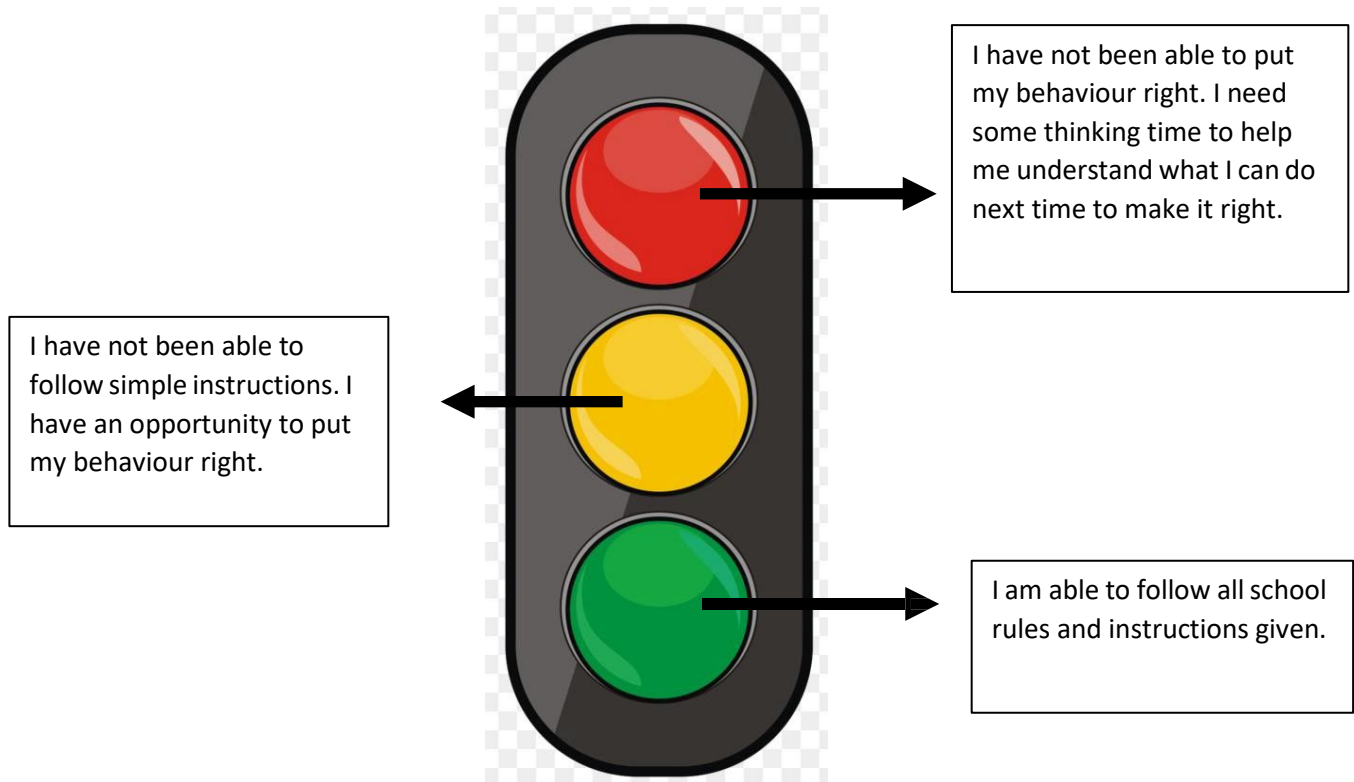 I have not been able to put
my behaviour right. I need
some thinking time to help
me understand what I can do
next time to make it right.
I have not been able to
follow simple instructions. I
have an opportunity to put
my behaviour right.
I am able to follow all school
rules and instructions given.